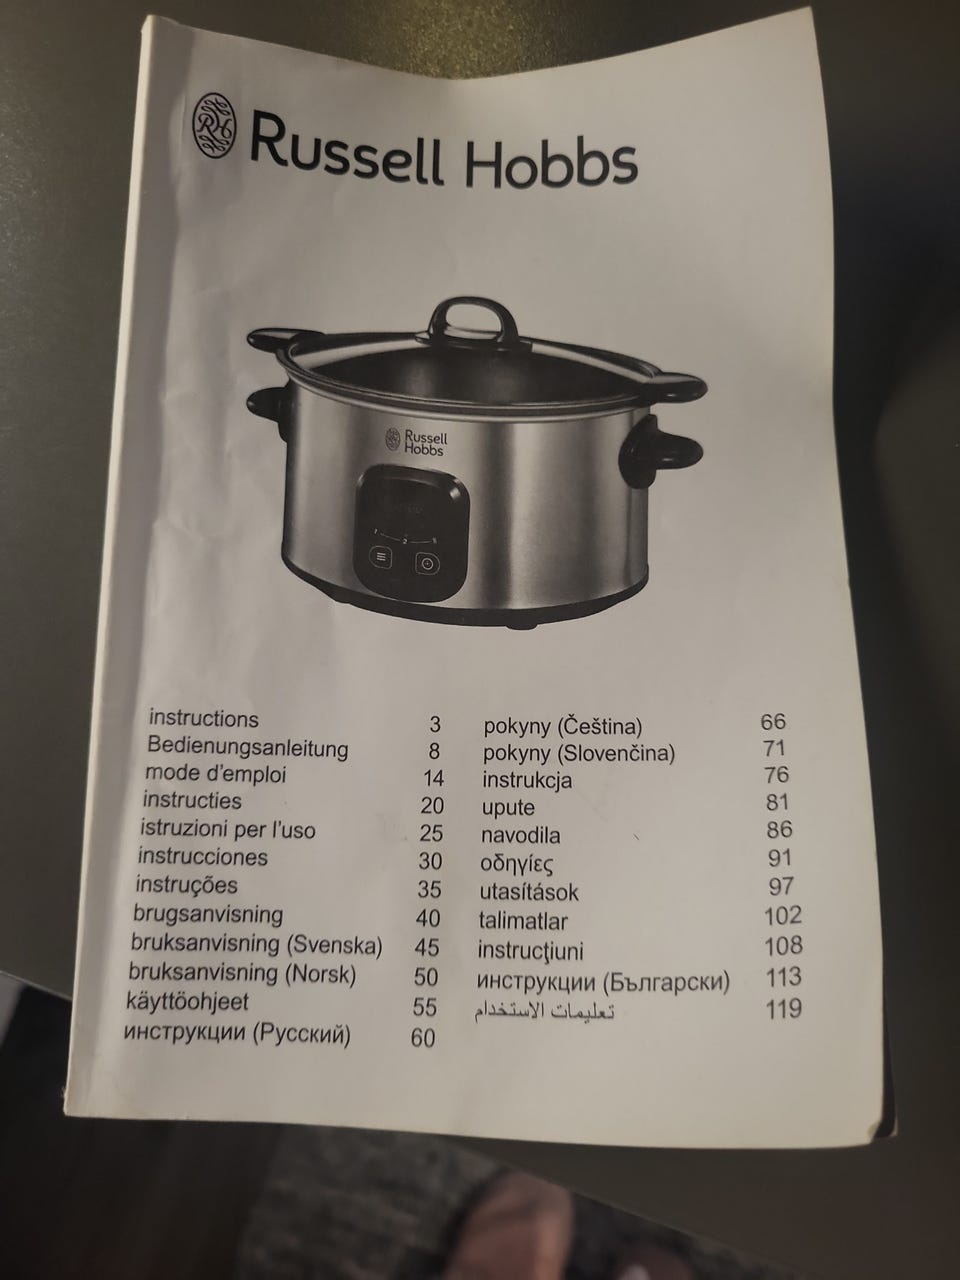 RH Russell Hobbs
Russell
Hobbs
instructions 3
Bedienungsanleitung 8
mode d'emploi 14
instructies 20
istruzioni per l'uso 25
instrucciones 30
instruções 35
brugsanvisning 40
bruksanvisning (Svenska) 45
bruksanvisning (Norsk) 50
käyttöohjeet 55
инструкции (Русский) 60
pokyny (Čeština) 66
pokyny (Slovenčina) 71
instrukcja 76
upute 81
navodila 86
οδηγίες 91
utasítások 97
talimatlar 102
instrucţiuni 108
инструкции (Български) 113
تعليمات الاستخدام 119